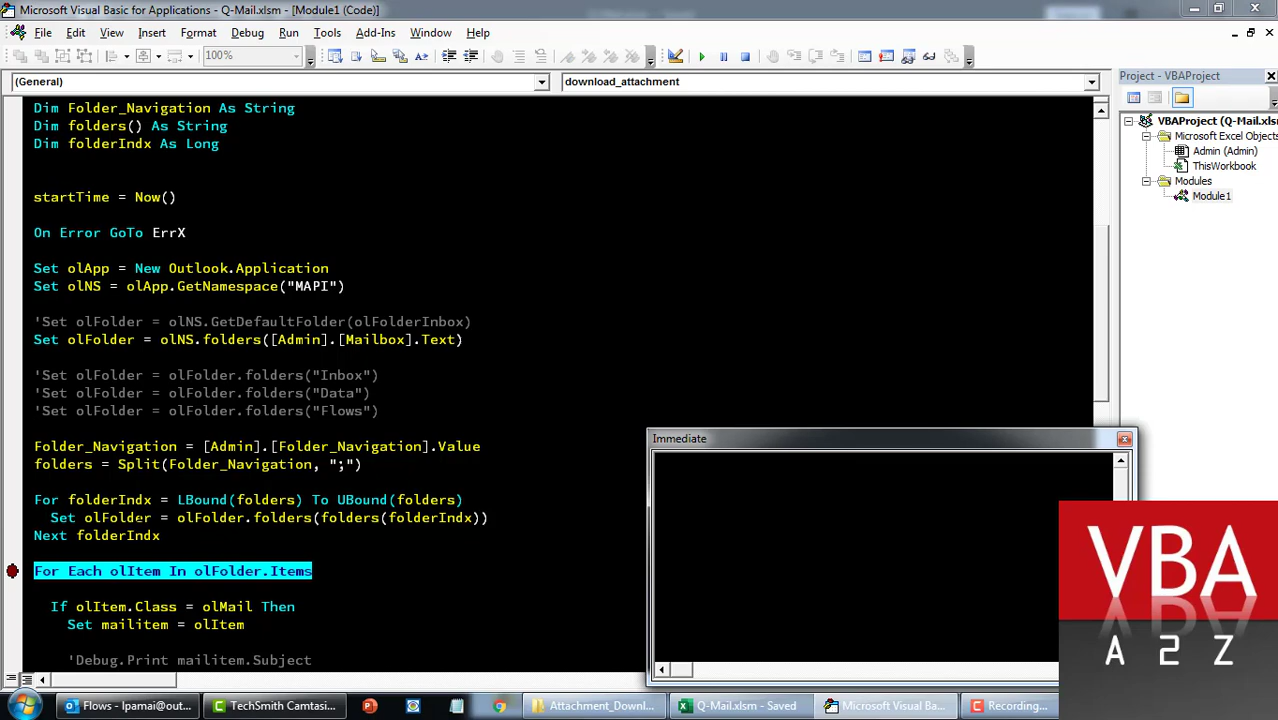 Microsoft Visual Basic for Applications - Q-Mail.xlsm - [Module1 (Code)]
File Edit View Insert Format Debug Run Tools Add-Ins Window Help
100%
(General) download_attachment
Project - VBAProject
Dim Folder_Navigation As String
Dim folders() As String
Dim folderIndx As Long
startTime = Now()
On Error GoTo ErrX
Set olApp = New Outlook.Application
Set olNS = olApp.GetNamespace("MAPI")
'Set olFolder = olNS.GetDefaultFolder(olFolderInbox)
Set olFolder = olNS.folders([Admin].[Mailbox].Text)
'Set olFolder = olFolder.folders("Inbox")
'Set olFolder = olFolder.folders("Data")
'Set olFolder = olFolder.folders("Flows")
Folder_Navigation = [Admin].[Folder_Navigation].Value
folders = Split(Folder_Navigation, ";")
For folderIndx = LBound(folders) To UBound(folders)
Set olFolder = olFolder.folders(folders(folderIndx))
Next folderIndx
For Each olItem In olFolder.Items
If olItem.Class = olMail Then
Set mailitem = olItem
'Debug.Print mailitem.Subject
VBAProject (Q-Mail.xlsm
Microsoft Excel Objects
Admin (Admin)
ThisWorkbook
Modules
Module1
Immediate
VBA
A 2 Z
Flows - lpamai@out...
TechSmith Camtasi...
Attachment_Downl...
Q-Mail.xlsm - Saved
Microsoft Visual Bas...
Recording...